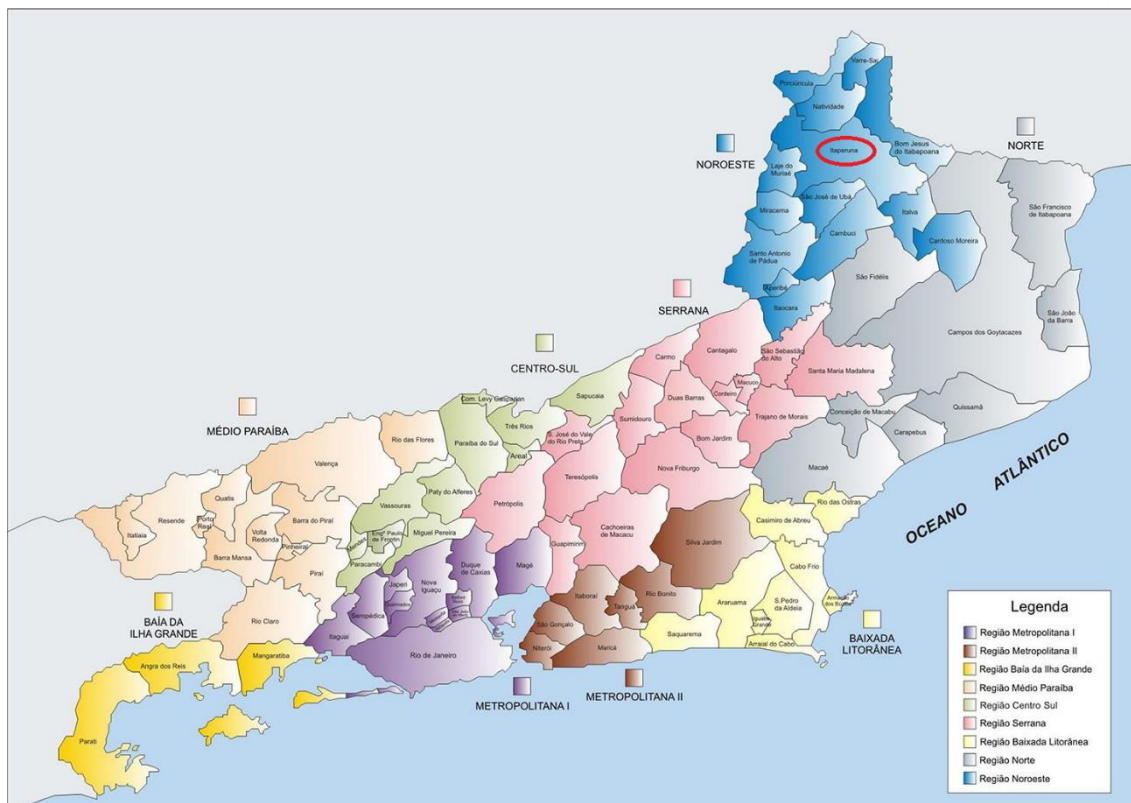 Varre-Sai
Porciúncula
Natividade
NORTE
Itaperuna
Bom Jesus
do Itabapoana
NOROESTE
Laje do
Muriaé
São José de Ubá
Miracema
Italva
São Francisco
de Itabapoana
Cambuci
Cardoso Moreira
Santo Antonio
de Pádua
São Fidélis
Aperibé
Itaocara
SERRANA
São João
da Barra
Campos dos Goytacazes
Carmo
Cantagalo
São Sebastião
do Alto
Santa Maria Madalena
CENTRO-SUL
Macuco
Cordeiro
Duas Barras
Sapucaia
Com. Levy Gasparian
Sumidouro
Trajano de Morais
Conceição de Macabu
Quissamã
Carapebus
MÉDIO PARAÍBA
Rio das Flores
Três Rios
Paraíba do Sul
S. José do Vale
do Rio Preto
Areal
Bom Jardim
Valença
Macaé
OCEANO ATLÂNTICO
Teresópolis
Nova Friburgo
Petrópolis
Paty do Alferes
Vassouras
Quatis
Resende
Itatiaia
Porto
Real
Volta
Redonda
Barra do Piraí
Barra Mansa
Pinheiral
Piraí
Mendes
Engº Paulo
de Frontin
Miguel Pereira
Paracambi
Cachoeiras
de Macacu
Guapimirim
Rio das Ostras
Casimiro de Abreu
Silva Jardim
Cabo Frio
Duque
de Caxias
Magé
Nova
Iguaçu
Japeri
Queimados
Seropédica
Itaguaí
Itaboraí
Tanguá
Rio Bonito
Araruama
S.Pedro
da Aldeia
Iguaba
Grande
BAÍA DA
ILHA GRANDE
Rio Claro
São Gonçalo
Niterói
Maricá
Saquarema
Arraial do Cabo
BAIXADA
LITORÂNEA
Rio de Janeiro
Angra dos Reis
Mangaratiba
Parati
METROPOLITANA I
METROPOLITANA II
Legenda
Região Metropolitana I
Região Metropolitana II
Região Baía da Ilha Grande
Região Médio Paraíba
Região Centro Sul
Região Serrana
Região Baixada Litorânea
Região Norte
Região Noroeste